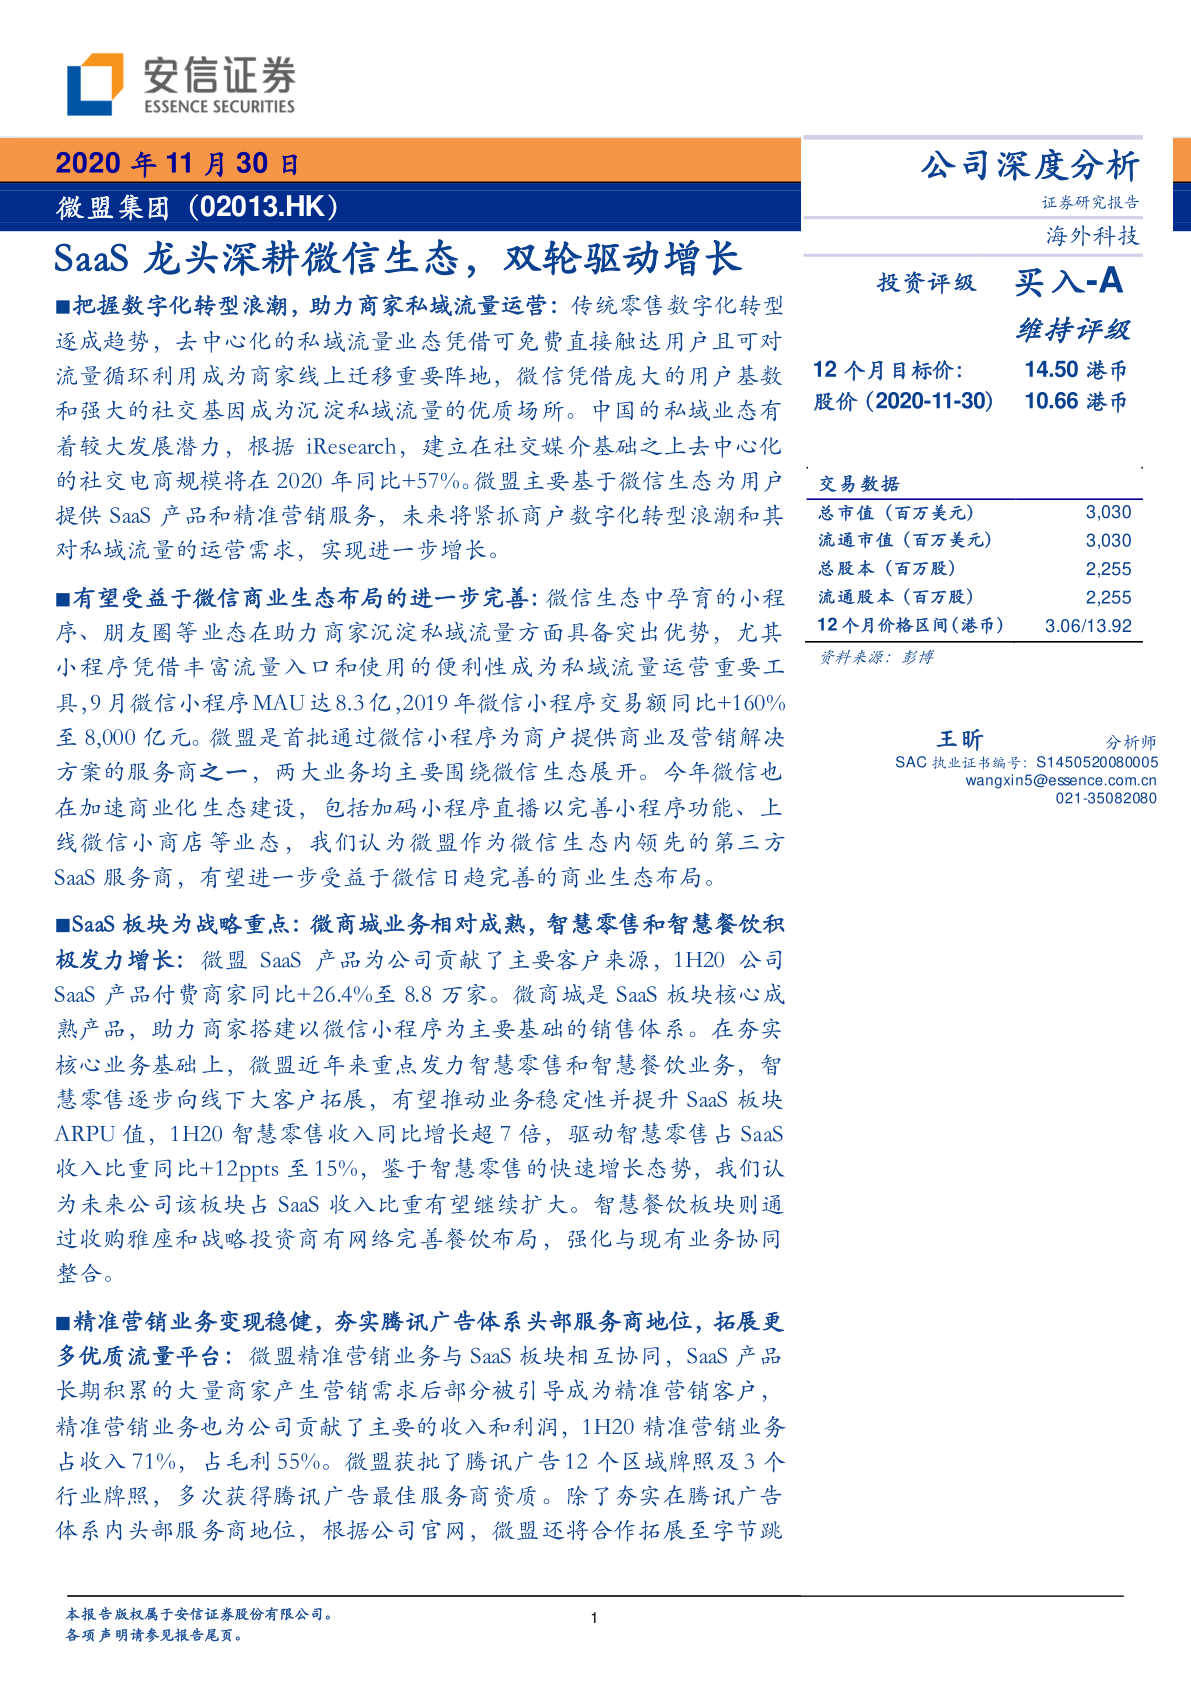 安信证券
ESSENCE SECURITIES
2020 年 11 月 30 日
微盟集团（02013.HK）
公司深度分析
证券研究报告
海外科技
SaaS 龙头深耕微信生态，双轮驱动增长
■把握数字化转型浪潮，助力商家私域流量运营：传统零售数字化转型
逐成趋势，去中心化的私域流量业态凭借可免费直接触达用户且可对
流量循环利用成为商家线上迁移重要阵地，微信凭借庞大的用户基数
和强大的社交基因成为沉淀私域流量的优质场所。中国的私域业态有
着较大发展潜力，根据 iResearch，建立在社交媒介基础之上去中心化
的社交电商规模将在 2020 年同比+57%。微盟主要基于微信生态为用户
提供 SaaS 产品和精准营销服务，未来将紧抓商户数字化转型浪潮和其
对私域流量的运营需求，实现进一步增长。
■有望受益于微信商业生态布局的进一步完善：微信生态中孕育的小程
序、朋友圈等业态在助力商家沉淀私域流量方面具备突出优势，尤其
小程序凭借丰富流量入口和使用的便利性成为私域流量运营重要工
具,9 月微信小程序 MAU 达 8.3 亿,2019 年微信小程序交易额同比+160%
至 8,000 亿元。微盟是首批通过微信小程序为商户提供商业及营销解决
方案的服务商之一，两大业务均主要围绕微信生态展开。今年微信也
在加速商业化生态建设，包括加码小程序直播以完善小程序功能、上
线微信小商店等业态，我们认为微盟作为微信生态内领先的第三方
SaaS 服务商，有望进一步受益于微信日趋完善的商业生态布局。
■SaaS 板块为战略重点：微商城业务相对成熟，智慧零售和智慧餐饮积
极发力增长：微盟 SaaS 产品为公司贡献了主要客户来源，1H20 公司
SaaS 产品付费商家同比+26.4%至 8.8 万家。微商城是 SaaS 板块核心成
熟产品，助力商家搭建以微信小程序为主要基础的销售体系。在夯实
核心业务基础上，微盟近年来重点发力智慧零售和智慧餐饮业务，智
慧零售逐步向线下大客户拓展，有望推动业务稳定性并提升 SaaS 板块
ARPU 值，1H20 智慧零售收入同比增长超 7 倍，驱动智慧零售占 SaaS
收入比重同比+12ppts 至 15%，鉴于智慧零售的快速增长态势，我们认
为未来公司该板块占 SaaS 收入比重有望继续扩大。智慧餐饮板块则通
过收购雅座和战略投资商有网络完善餐饮布局，强化与现有业务协同
整合。
■精准营销业务变现稳健，夯实腾讯广告体系头部服务商地位，拓展更
多优质流量平台：微盟精准营销业务与 SaaS 板块相互协同，SaaS 产品
长期积累的大量商家产生营销需求后部分被引导成为精准营销客户，
精准营销业务也为公司贡献了主要的收入和利润，1H20 精准营销业务
占收入 71%，占毛利 55%。微盟获批了腾讯广告 12 个区域牌照及 3 个
行业牌照，多次获得腾讯广告最佳服务商资质。除了夯实在腾讯广告
体系内头部服务商地位，根据公司官网，微盟还将合作拓展至字节跳
投资评级 买入-A
维持评级
12 个月目标价： 14.50 港币
股价（2020-11-30) 10.66 港币
交易数据
总市值（百万美元） 3,030
流通市值（百万美元） 3,030
总股本（百万股） 2,255
流通股本（百万股） 2,255
12 个月价格区间（港币） 3.06/13.92
资料来源：彭博
王昕 分析师
SAC 执业证书编号：S1450520080005
wangxin5@essence.com.cn
021-35082080
本报告版权属于安信证券股份有限公司。
各项声明请参见报告尾页。
1